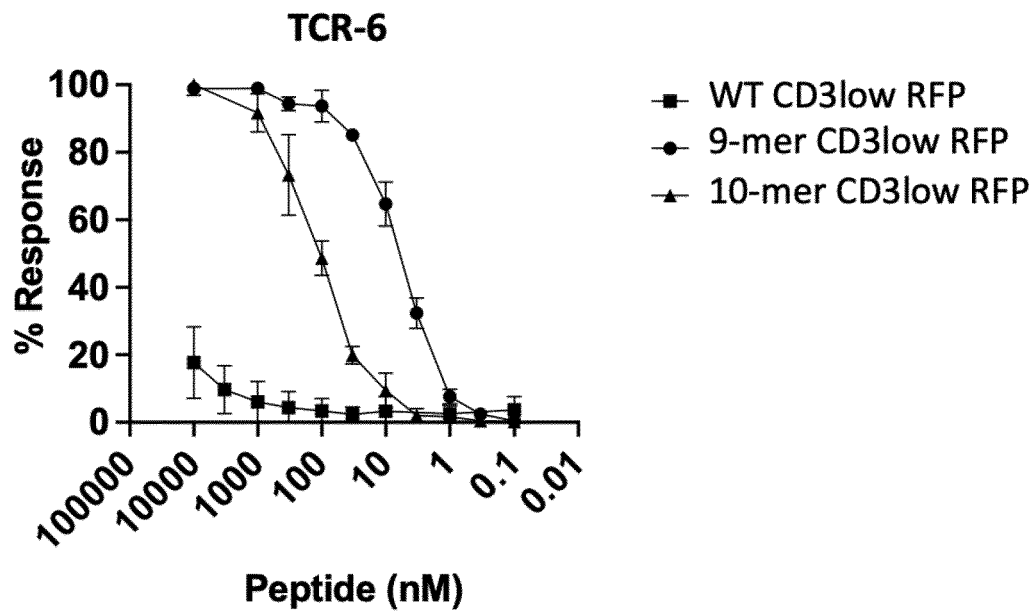 TCR-6
100
80
60
40
20
0
% Response
100000
10000
1000
100
10
1
0.1
0.01
Peptide (nM)
WT CD3low RFP
9-mer CD3low RFP
10-mer CD3low RFP